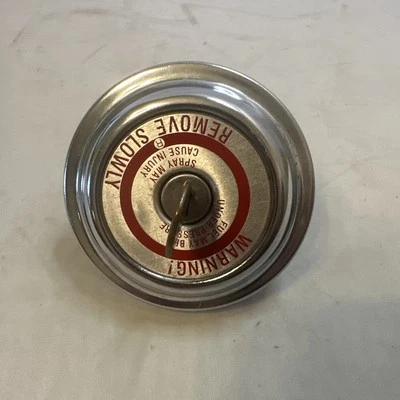 WARNING!
REMOVE SLOWLY
FUEL MAY BE
UNDER PRESSURE
SPRAY MAY
CAUSE INJURY
R